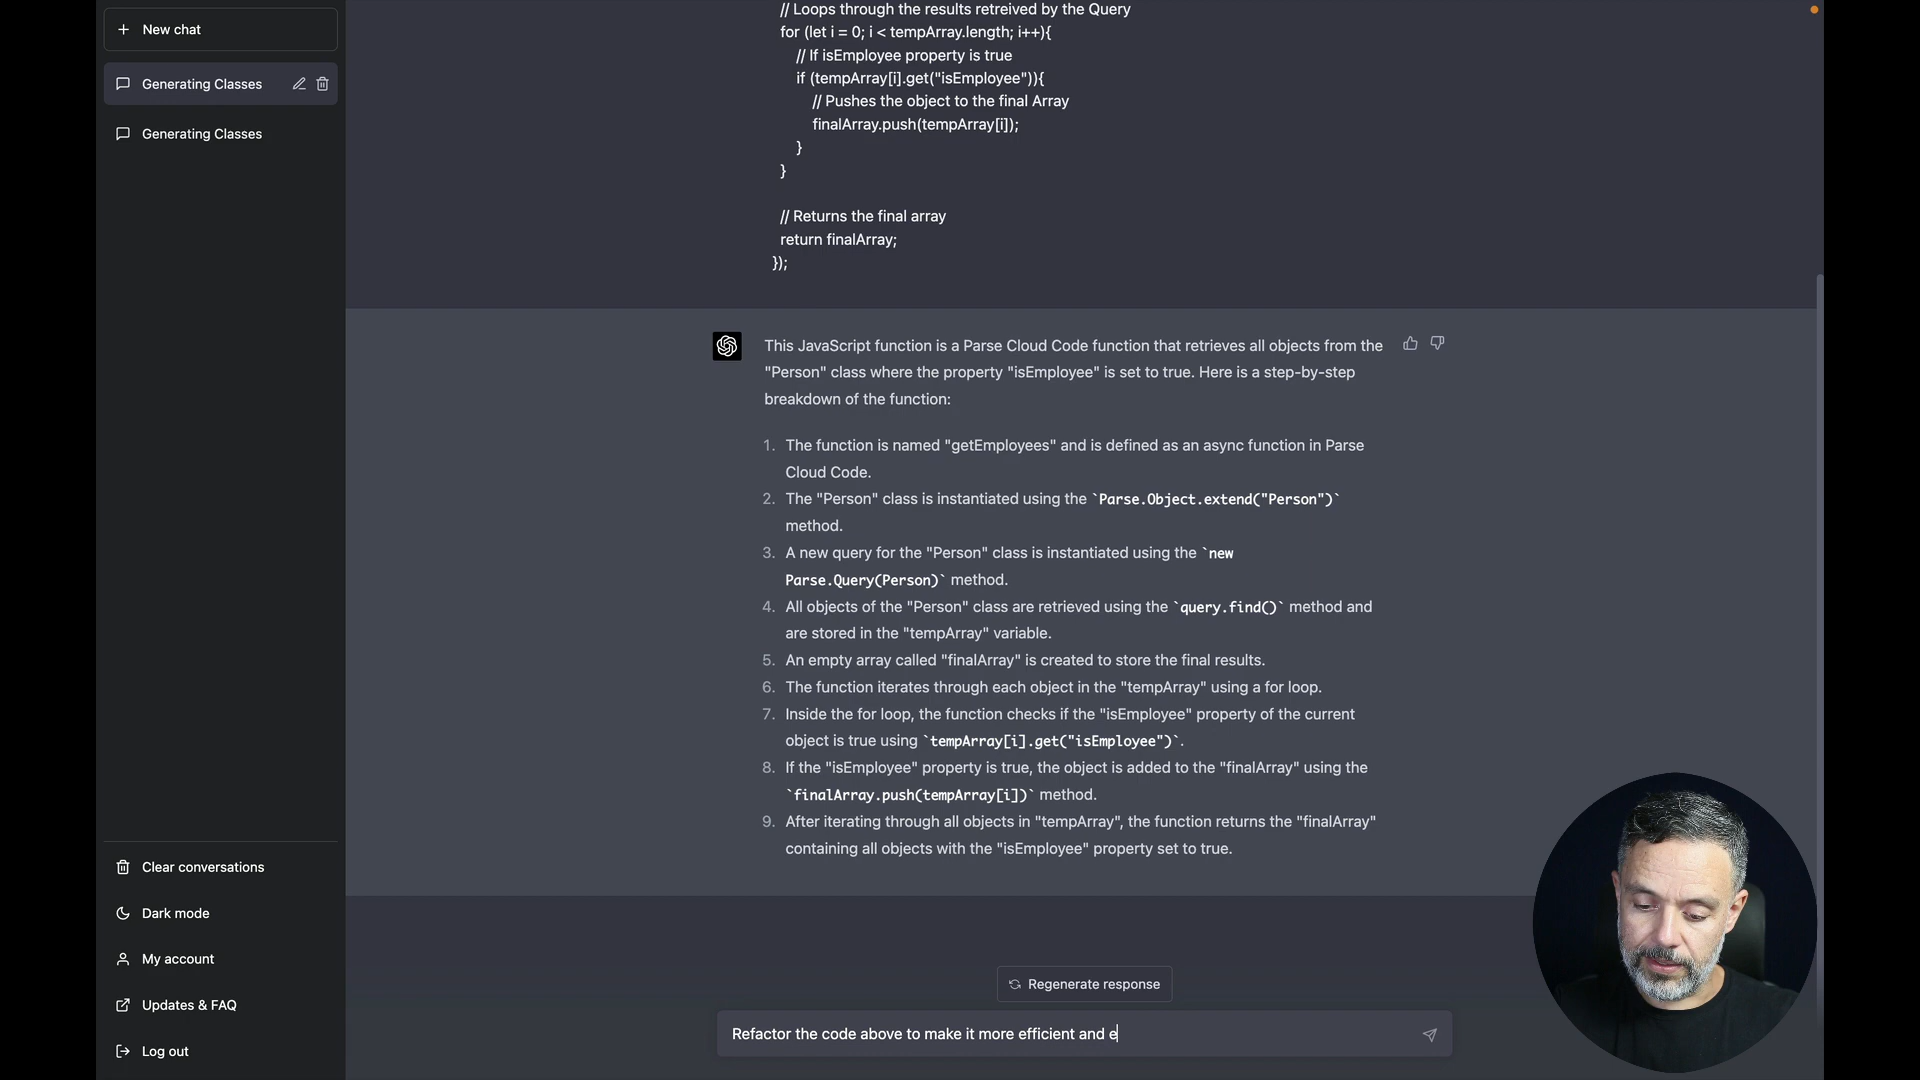 New chat
Generating Classes
Generating Classes
Clear conversations
Dark mode
My account
Updates & FAQ
Log out
// Loops through the results retreived by the Query
for (let i = 0; i < tempArray.length; i++){
// If isEmployee property is true
if (tempArray[i].get("isEmployee")){
// Pushes the object to the final Array
finalArray.push(tempArray[i]);
}
}
// Returns the final array
return finalArray;
});
This JavaScript function is a Parse Cloud Code function that retrieves all objects from the
"Person" class where the property "isEmployee" is set to true. Here is a step-by-step
breakdown of the function:
1. The function is named "getEmployees" and is defined as an async function in Parse
Cloud Code.
2. The "Person" class is instantiated using the `Parse.Object.extend("Person")`
method.
3. A new query for the "Person" class is instantiated using the `new
Parse.Query(Person)` method.
4. All objects of the "Person" class are retrieved using the `query.find()` method and
are stored in the "tempArray" variable.
5. An empty array called "finalArray" is created to store the final results.
6. The function iterates through each object in the "tempArray" using a for loop.
7. Inside the for loop, the function checks if the "isEmployee" property of the current
object is true using `tempArray[i].get("isEmployee")`.
8. If the "isEmployee" property is true, the object is added to the "finalArray" using the
`finalArray.push(tempArray[i])` method.
9. After iterating through all objects in "tempArray", the function returns the "finalArray"
containing all objects with the "isEmployee" property set to true.
Regenerate response
Refactor the code above to make it more efficient and e